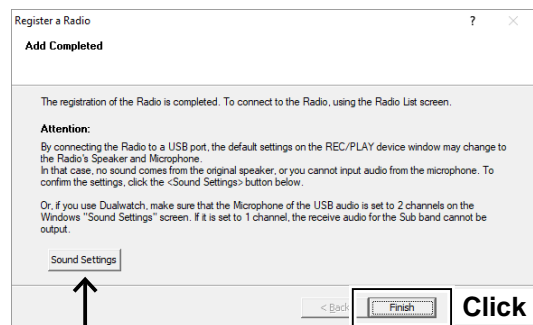 Register a Radio
?
Add Completed
The registration of the Radio is completed. To connect to the Radio, using the Radio List screen.
Attention:
By connecting the Radio to a USB port, the default settings on the REC/PLAY device window may change to
the Radio's Speaker and Microphone.
In that case, no sound comes from the original speaker, or you cannot input audio from the microphone. To
confirm the settings, click the <Sound Settings> button below.
Or, if you use Dualwatch, make sure that the Microphone of the USB audio is set to 2 channels on the
Windows "Sound Settings" screen. If it is set to 1 channel, the receive audio for the Sub band cannot be
output.
Sound Settings
< Back
Finish
Click